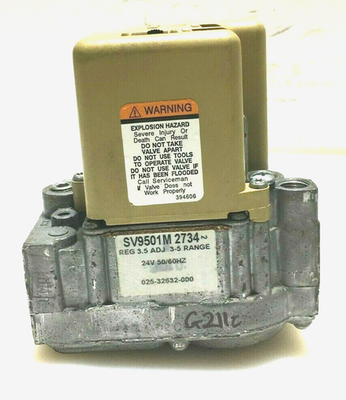 WARNING
EXPLOSION HAZARD
Severe Injury Or
Death Can Result
DO NOT TAKE
VALVE APART
DO NOT USE TOOLS
TO OPERATE VALVE
DO NOT USE VALVE IF
IT HAS BEEN FLOODED
Call Serviceman
if Valve Does not
Work Properly
394606
SV9501M 2734
REG 3.5 ADJ 3-5 RANGE
24V 50/60HZ
025-32632-000